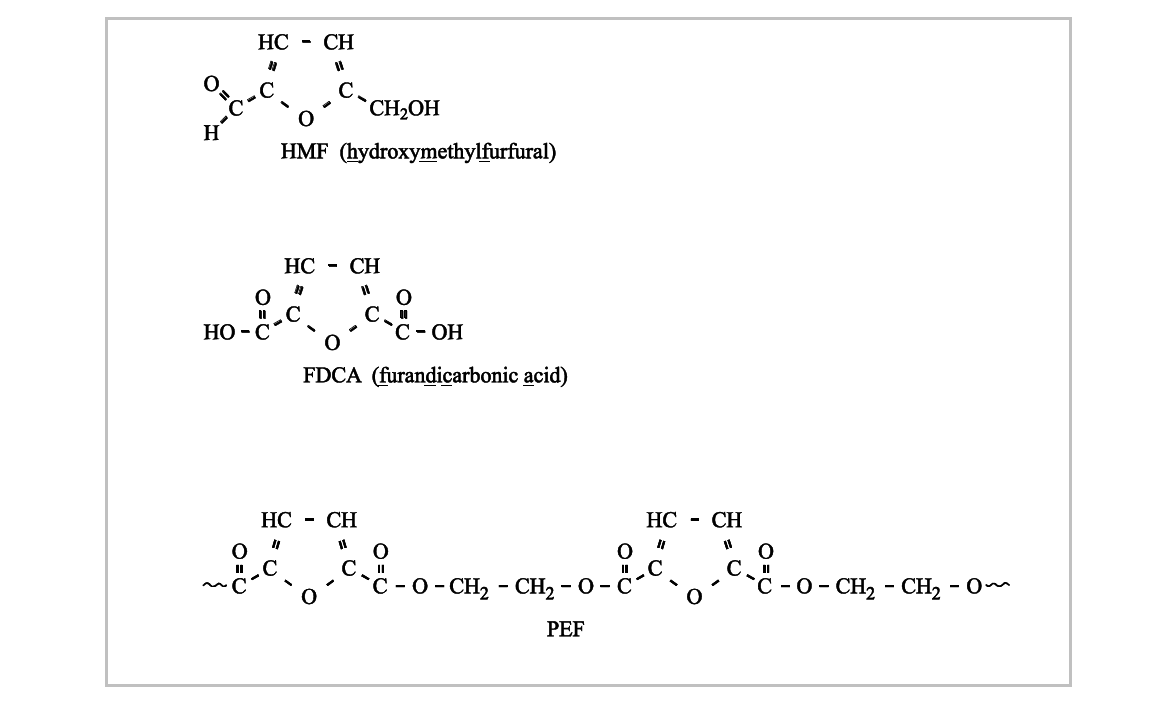 HC - CH
O C C
C O CH₂OH
H
HMF (hydroxymethylfurfural)
HC - CH
O C C O
HO - C O C - OH
FDCA (furandicarbonic acid)
HC - CH HC - CH
O C C O O C C O
C O C - O - CH₂ - CH₂ - O - C O C - O - CH₂ - CH₂ - O
PEF